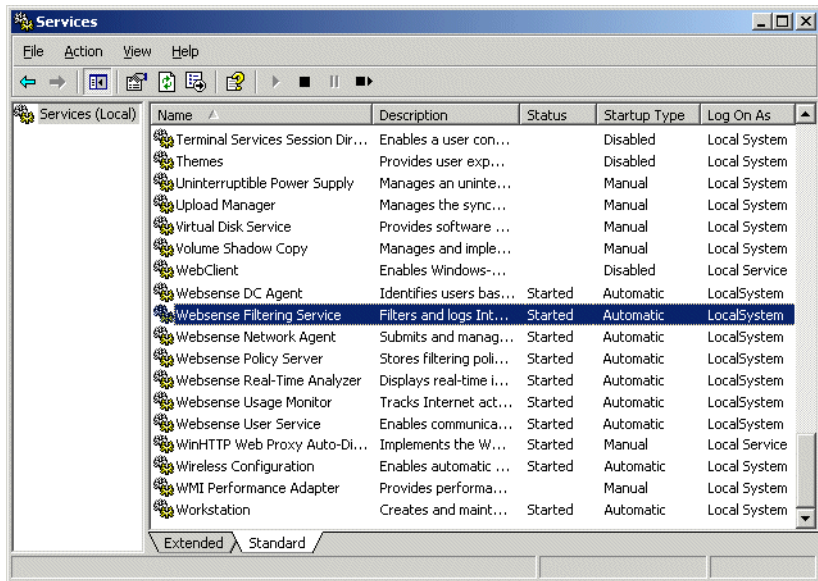 Services
File Action View Help
Services (Local)
Name Description Status Startup Type Log On As
Terminal Services Session Dir... Enables a user con... Disabled Local System
Themes Provides user exp... Disabled Local System
Uninterruptible Power Supply Manages an uninte... Manual Local System
Upload Manager Manages the sync... Manual Local System
Virtual Disk Service Provides software ... Manual Local System
Volume Shadow Copy Manages and imple... Manual Local System
WebClient Enables Windows-... Disabled Local Service
Websense DC Agent Identifies users bas... Started Automatic LocalSystem
Websense Filtering Service Filters and logs Int... Started Automatic LocalSystem
Websense Network Agent Submits and manag... Started Automatic LocalSystem
Websense Policy Server Stores filtering poli... Started Automatic LocalSystem
Websense Real-Time Analyzer Displays real-time i... Started Automatic LocalSystem
Websense Usage Monitor Tracks Internet act... Started Automatic LocalSystem
Websense User Service Enables communica... Started Automatic LocalSystem
WinHTTP Web Proxy Auto-Di... Implements the W... Started Manual Local Service
Wireless Configuration Enables automatic ... Started Automatic Local System
WMI Performance Adapter Provides performa... Manual Local System
Workstation Creates and maint... Started Automatic Local System
Extended Standard